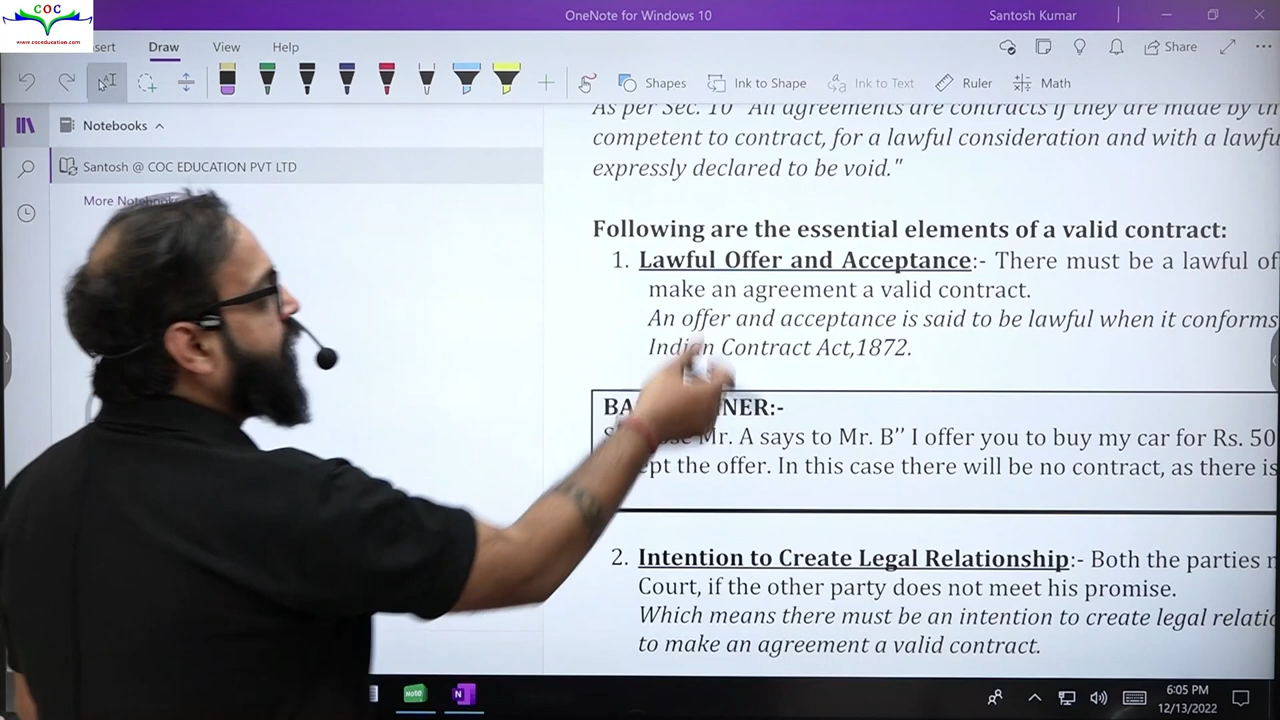 COC
www.coceducation.com
OneNote for Windows 10
Santosh Kumar
Draw
View
Help
Share
Shapes
Ink to Shape
Ink to Text
Ruler
Math
Notebooks
Santosh @ COC EDUCATION PVT LTD
As per Sec. 10 "All agreements are contracts if they are made by
competent to contract, for a lawful consideration and with a
expressly declared to be void."
Following are the essential elements of a valid contract:
1. Lawful Offer and Acceptance:- There must be a lawful
make an agreement a valid contract.
An offer and acceptance is said to be lawful when it conforms
Indian Contract Act,1872.
Mr. A says to Mr. B" I offer you to buy my car for Rs. 50
the offer. In this case there will be no contract, as there is
2. Intention to Create Legal Relationship:- Both the parties
Court, if the other party does not meet his promise.
Which means there must be an intention to create legal
to make an agreement a valid contract.
Note
N
6:05 PM
12/13/2022